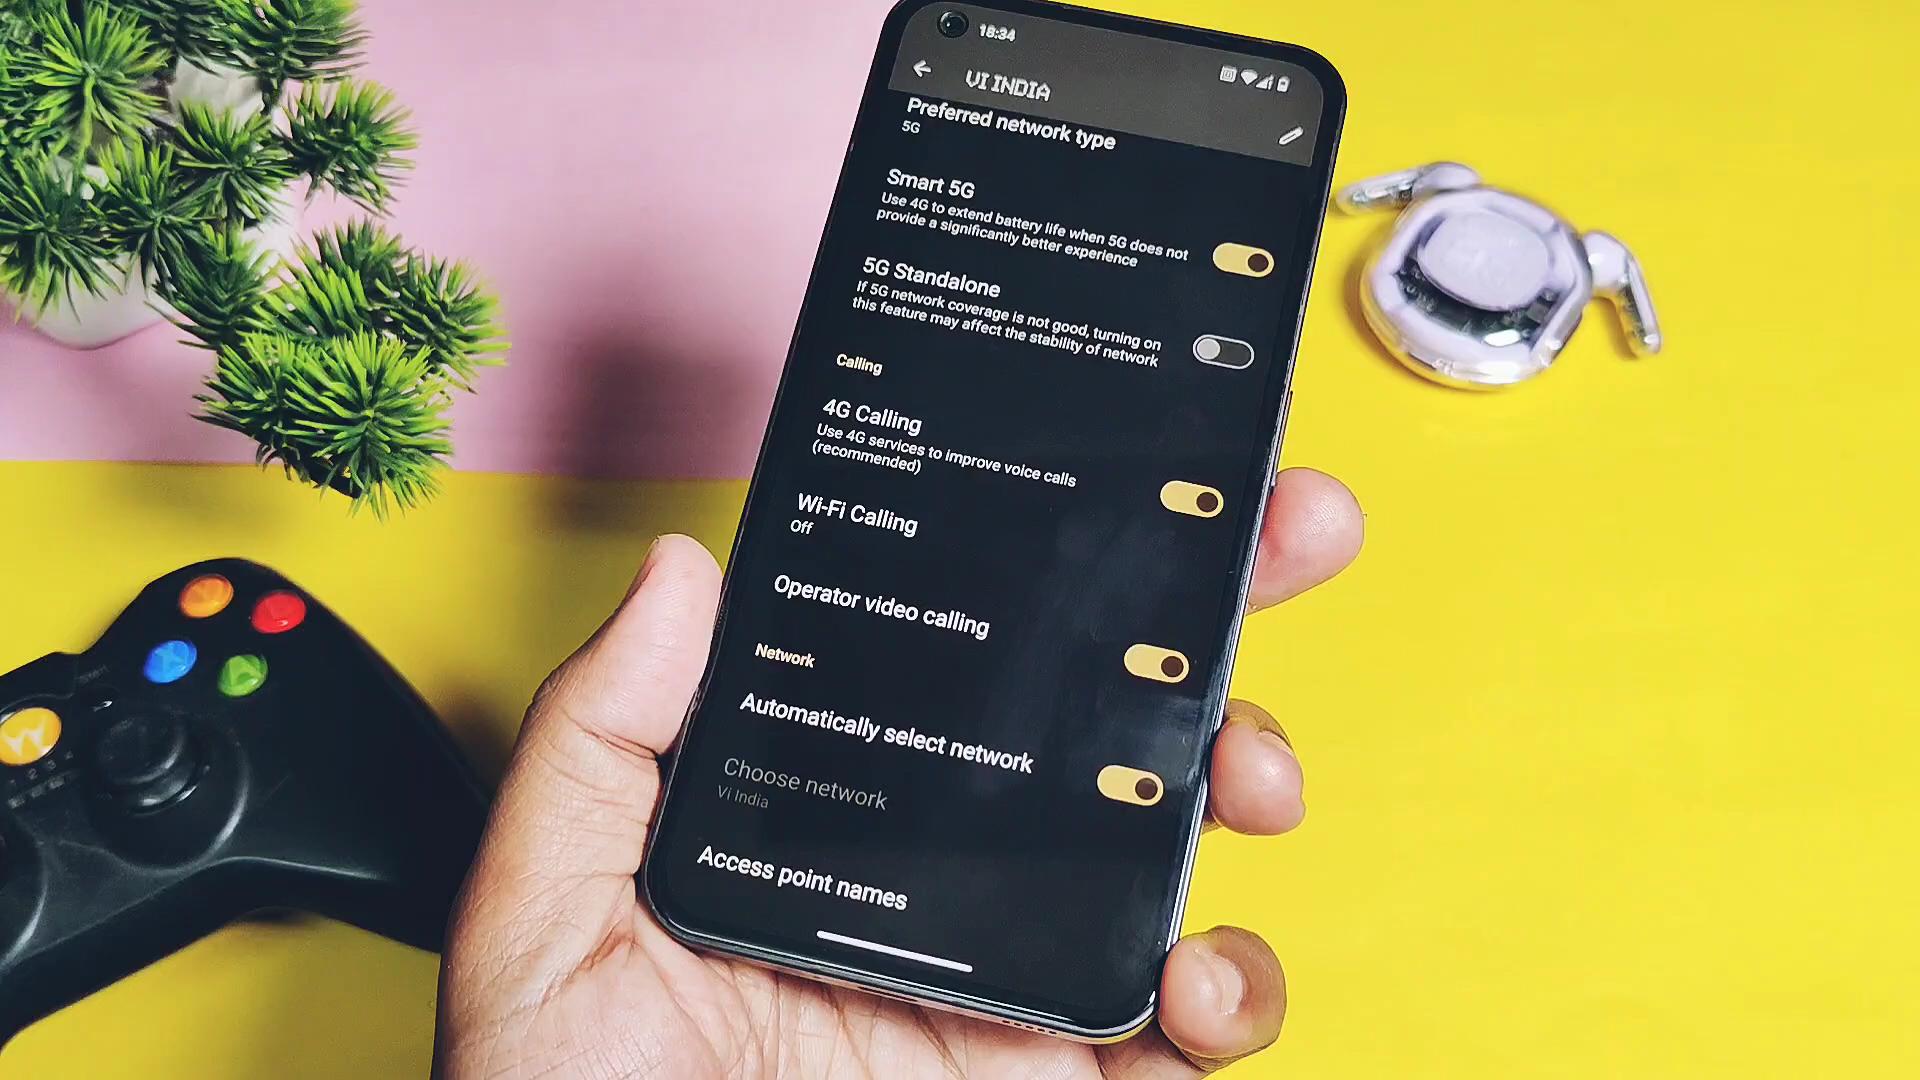 18:34
VI INDIA
Preferred network type
5G
Smart 5G
Use 4G to extend battery life when 5G does not
provide a significantly better experience
5G Standalone
If 5G network coverage is not good, turning on
this feature may affect the stability of network
Calling
4G Calling
Use 4G services to improve voice calls
(recommended)
Wi-Fi Calling
Off
Operator video calling
Network
Automatically select network
Choose network
Vi India
Access point names